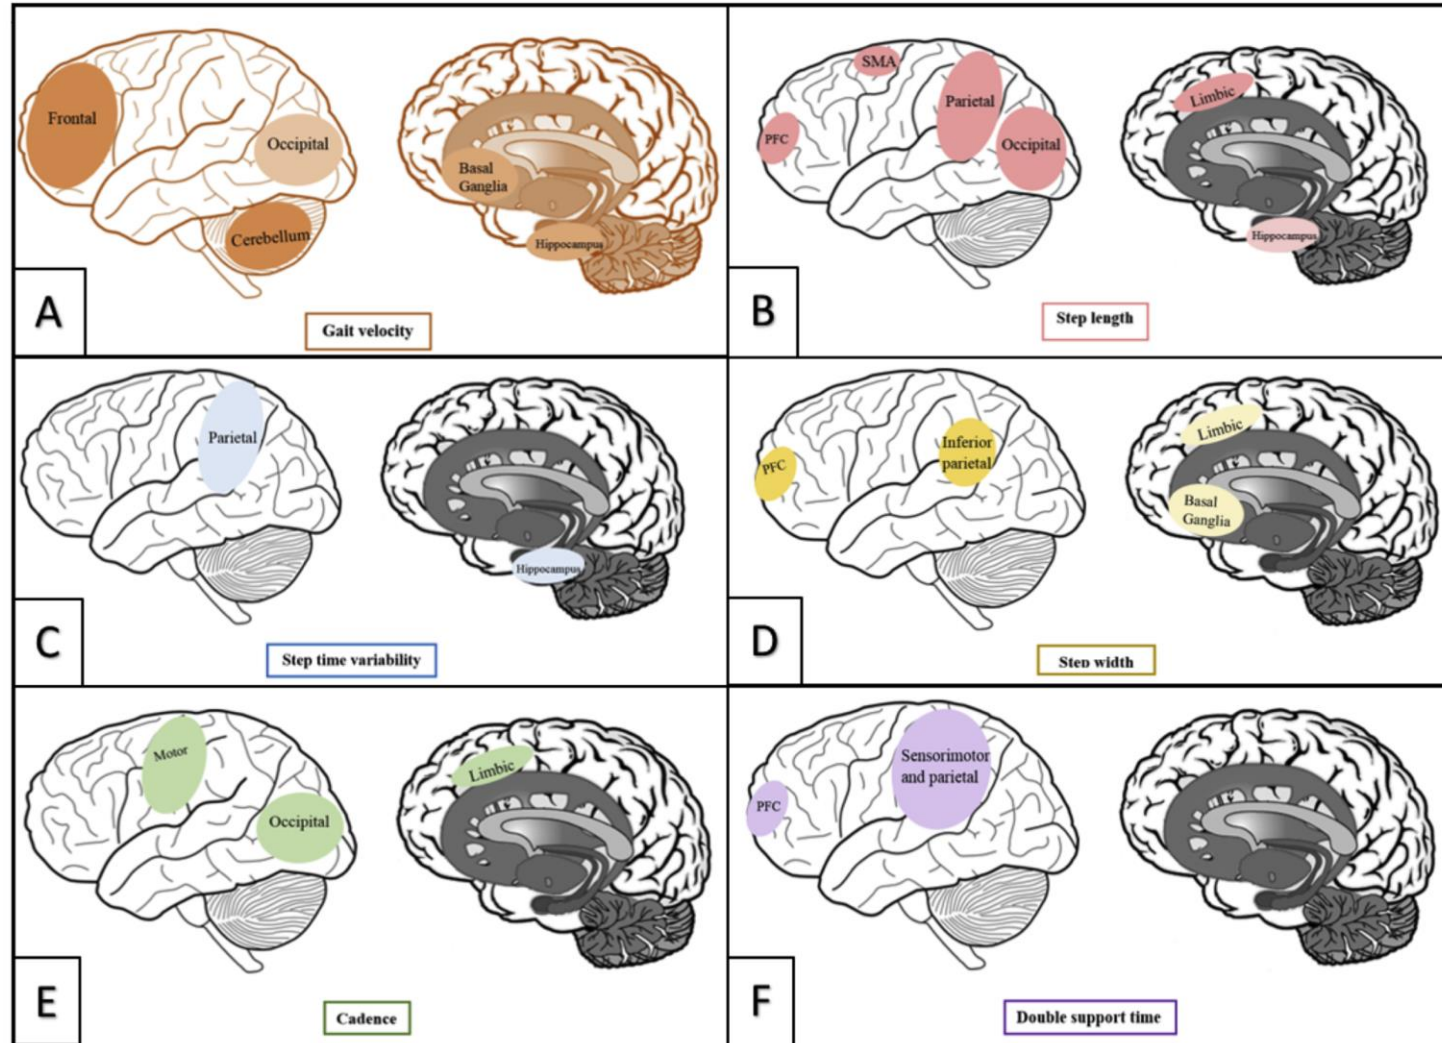 Frontal
Occipital
Cerebellum
Basal
Ganglia
Hippocampus
A
Gait velocity
SMA
PFC
Parietal
Occipital
Limbic
Hippocampus
B
Step length
Parietal
Hippocampus
C
Step time variability
PFC
Inferior
parietal
Limbic
Basal
Ganglia
D
Step width
Motor
Occipital
Limbic
E
Cadence
PFC
Sensorimotor
and parietal
F
Double support time